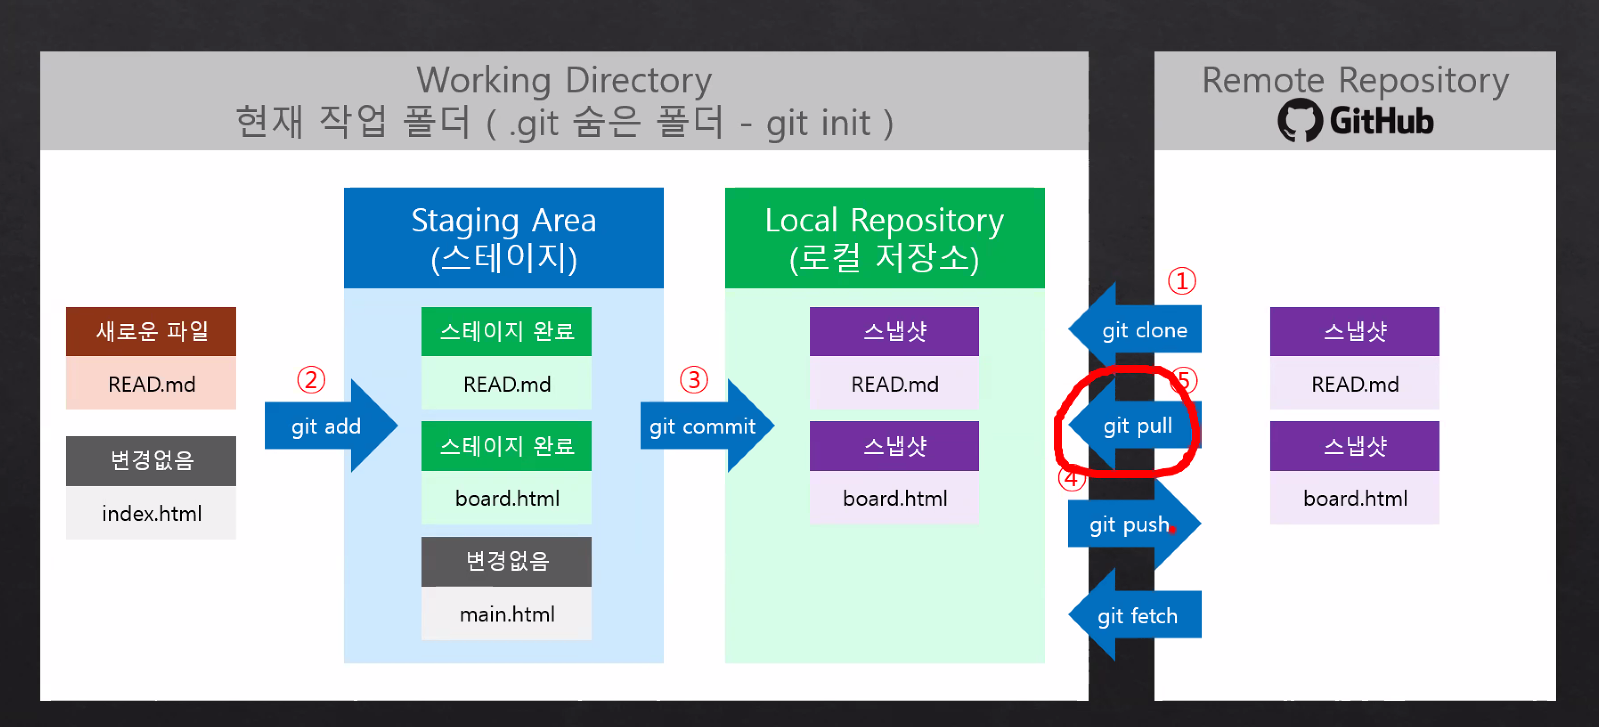 Working Directory
현재 작업 폴더 ( .git 숨은 폴더 - git init )
Remote Repository
GitHub
Staging Area
(스테이지)
Local Repository
(로컬 저장소)
새로운 파일
READ.md
변경없음
index.html
②
git add
스테이지 완료
READ.md
스테이지 완료
board.html
변경없음
main.html
③
git commit
스냅샷
READ.md
스냅샷
board.html
①
git clone
⑤
git pull
④
git push
git fetch
스냅샷
READ.md
스냅샷
board.html